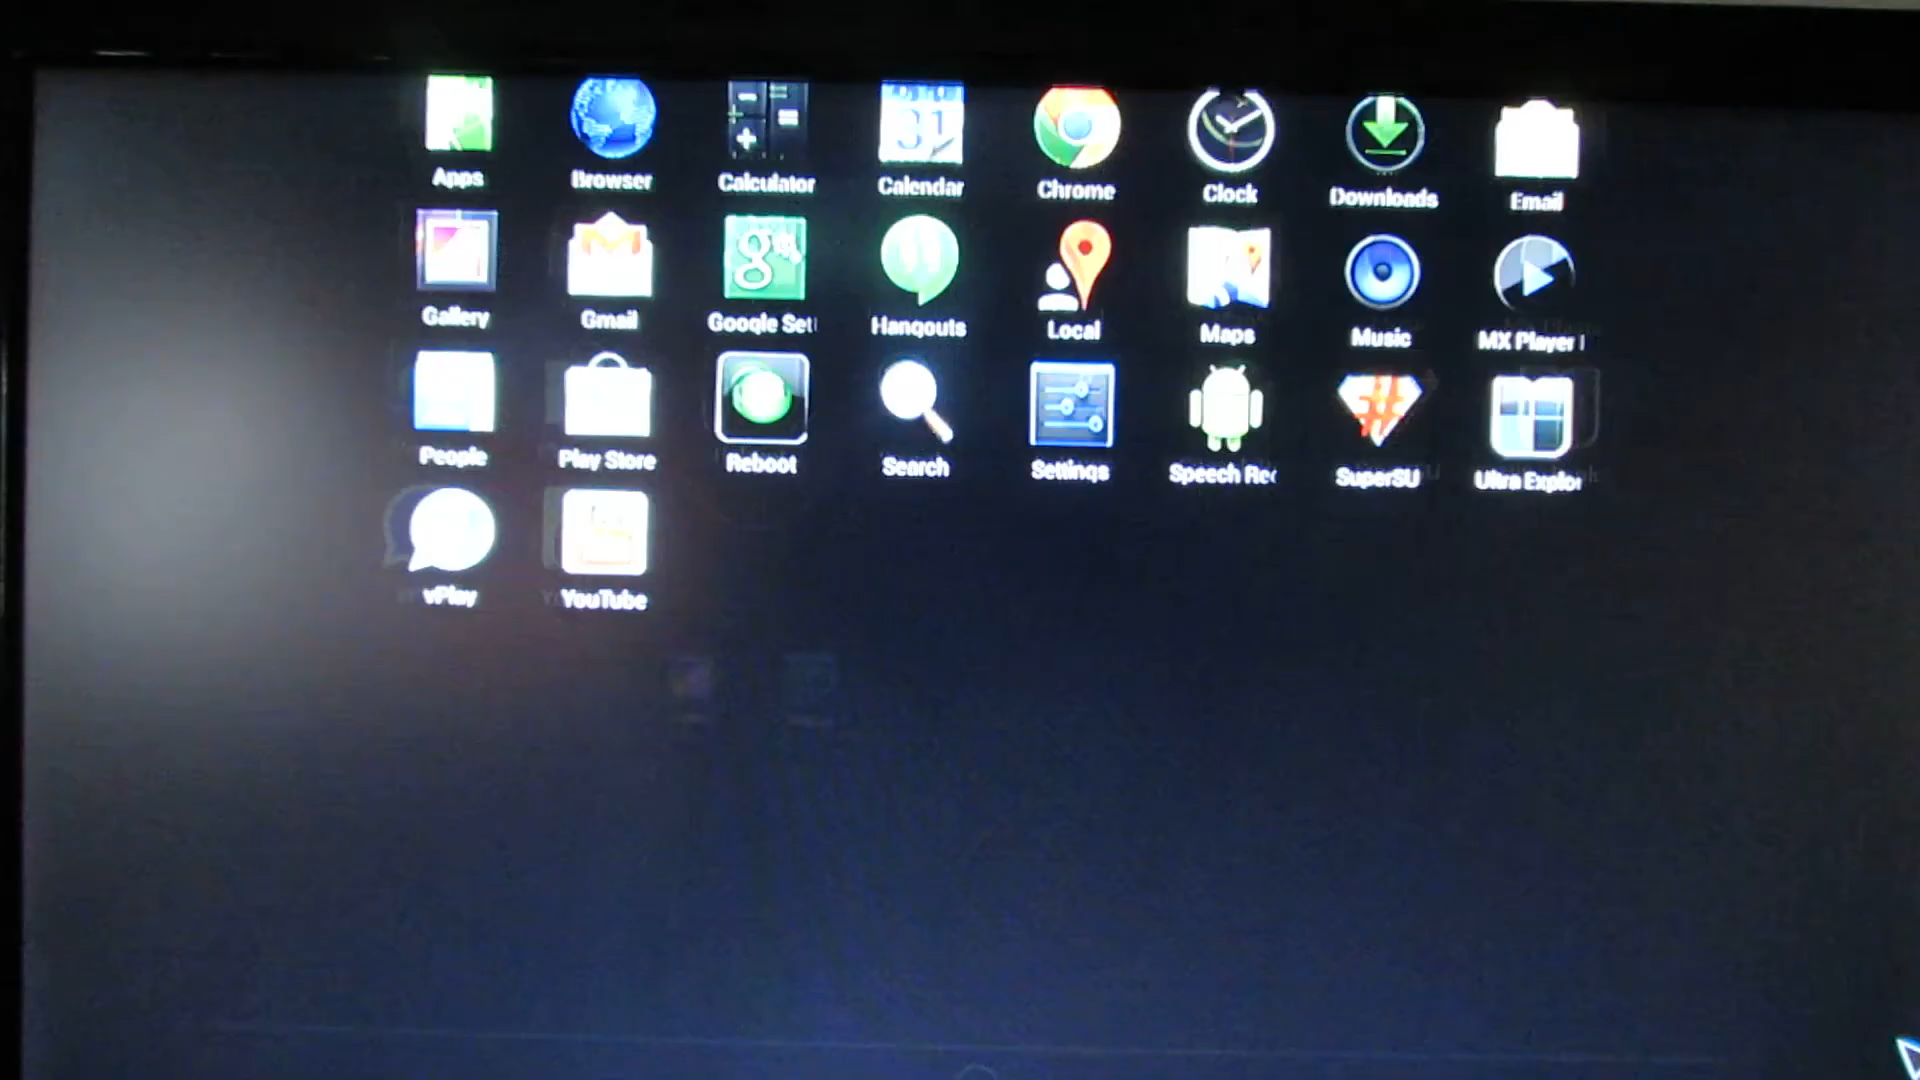 Apps Browser Calculator Calendar Chrome Clock Downloads Email
Gallery Gmail Google Set Hangouts Local Maps Music MX Player
People Play Store Reboot Search Settings Speech Rec SuperSU Ultra Explor
vPlay YouTube